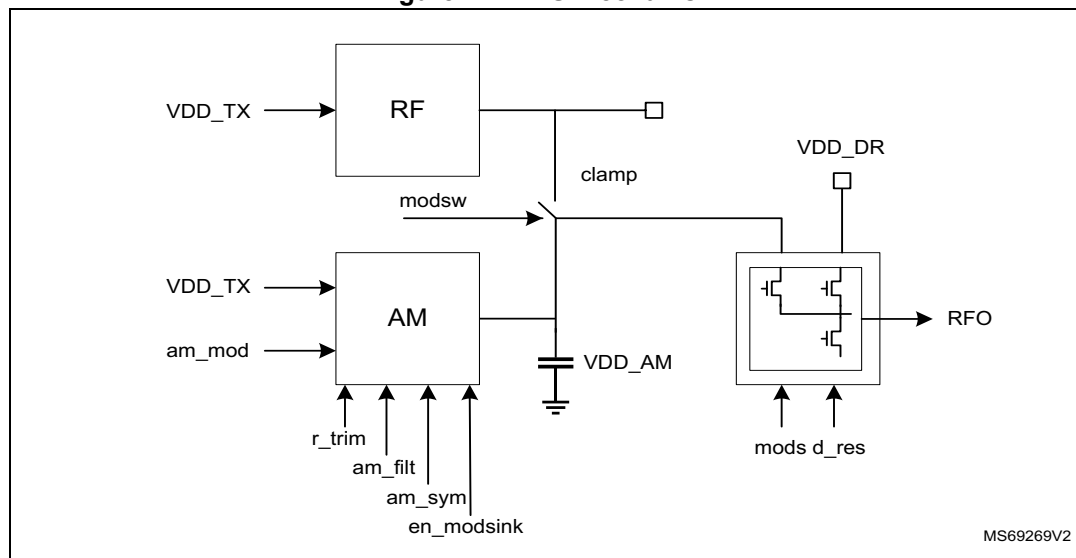 VDD_TX
RF
VDD_DR
clamp
modsw
VDD_TX
AM
RFO
am_mod
VDD_AM
r_trim
mods d_res
am_filt
am_sym
en_modsink
MS69269V2